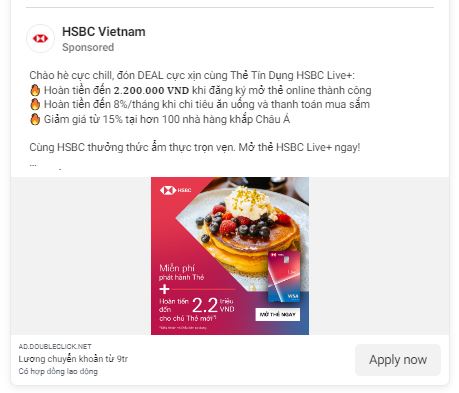 HSBC Vietnam
Sponsored
Chào hè cực chill, đón DEAL cực xịn cùng Thẻ Tín Dụng HSBC Live+:
🔥 Hoàn tiền đến 2.200.000 VND khi đăng ký mở thẻ online thành công
🔥 Hoàn tiền đến 8%/tháng khi chi tiêu ăn uống và thanh toán mua sắm
🔥 Giảm giá từ 15% tại hơn 100 nhà hàng khắp Châu Á
Cùng HSBC thưởng thức ẩm thực trọn vẹn. Mở thẻ HSBC Live+ ngay!
...
HSBC
Miễn phí
phát hành Thẻ
+
Hoàn tiền
đến
2.2 triệu VND
cho chủ Thẻ mới*
VISA
MỞ THẺ NGAY
AD.DOUBLECLICK.NET
Lương chuyển khoản từ 9tr
Có hợp đồng lao động
Apply now